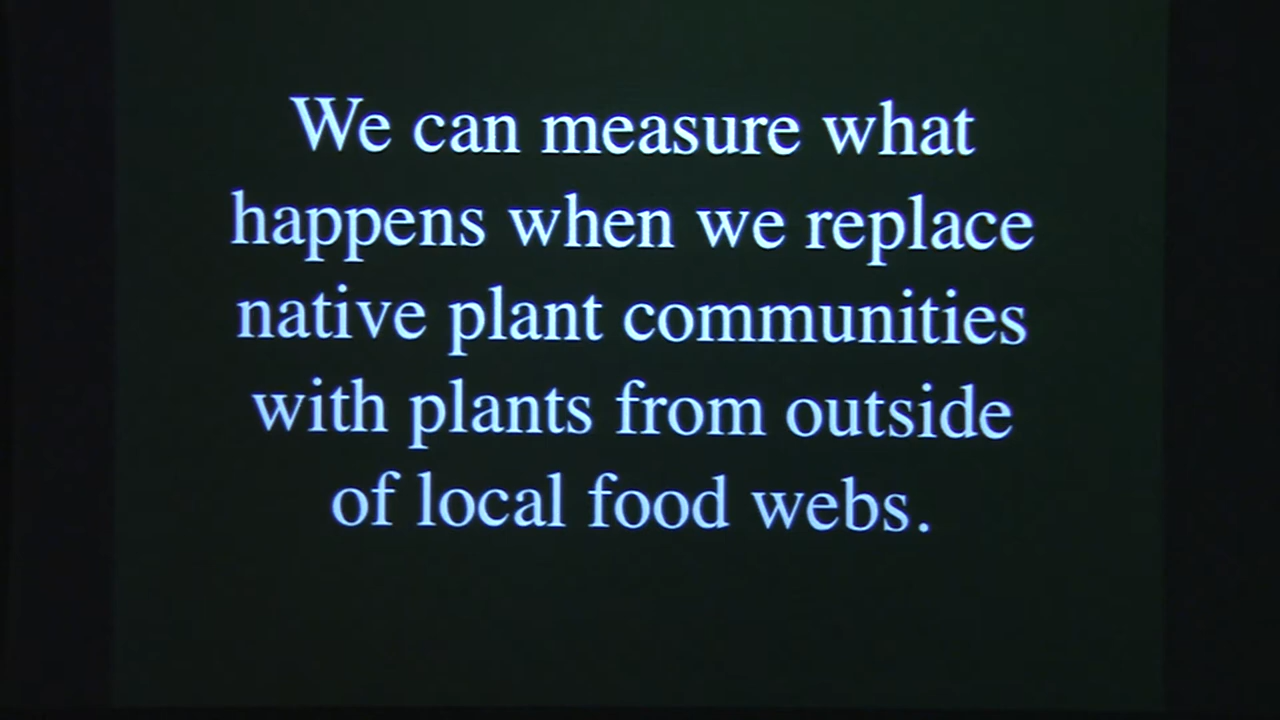 We can measure what
happens when we replace
native plant communities
with plants from outside
of local food webs.